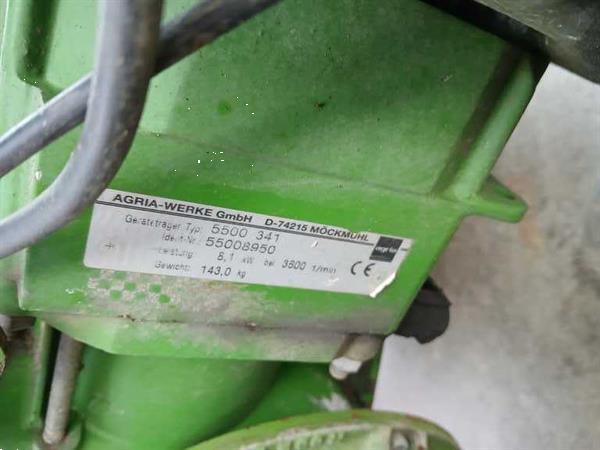 AGRIA-WERKE GmbH D-74215 MÖCKMÜHL
Geräteträger Typ: 5500 341
Ident-Nr.: 55008950
Leistung: 8,1 kW bei 3600 1/min
Gewicht: 143,0 kg CE